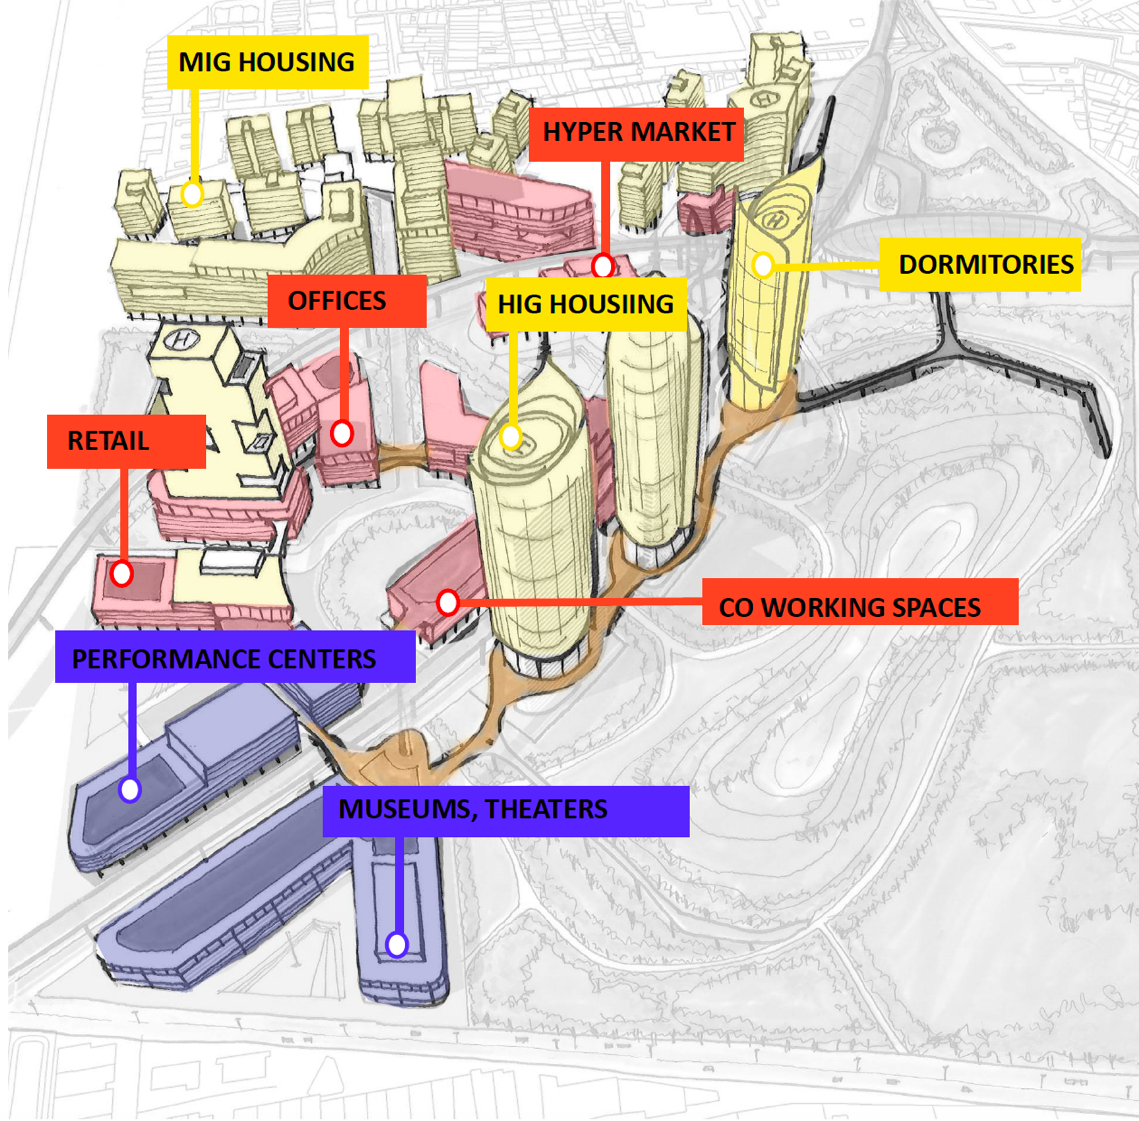 MIG HOUSING
HYPER MARKET
DORMITORIES
OFFICES
HIG HOUSIING
RETAIL
CO WORKING SPACES
PERFORMANCE CENTERS
MUSEUMS, THEATERS
H
H
H
H